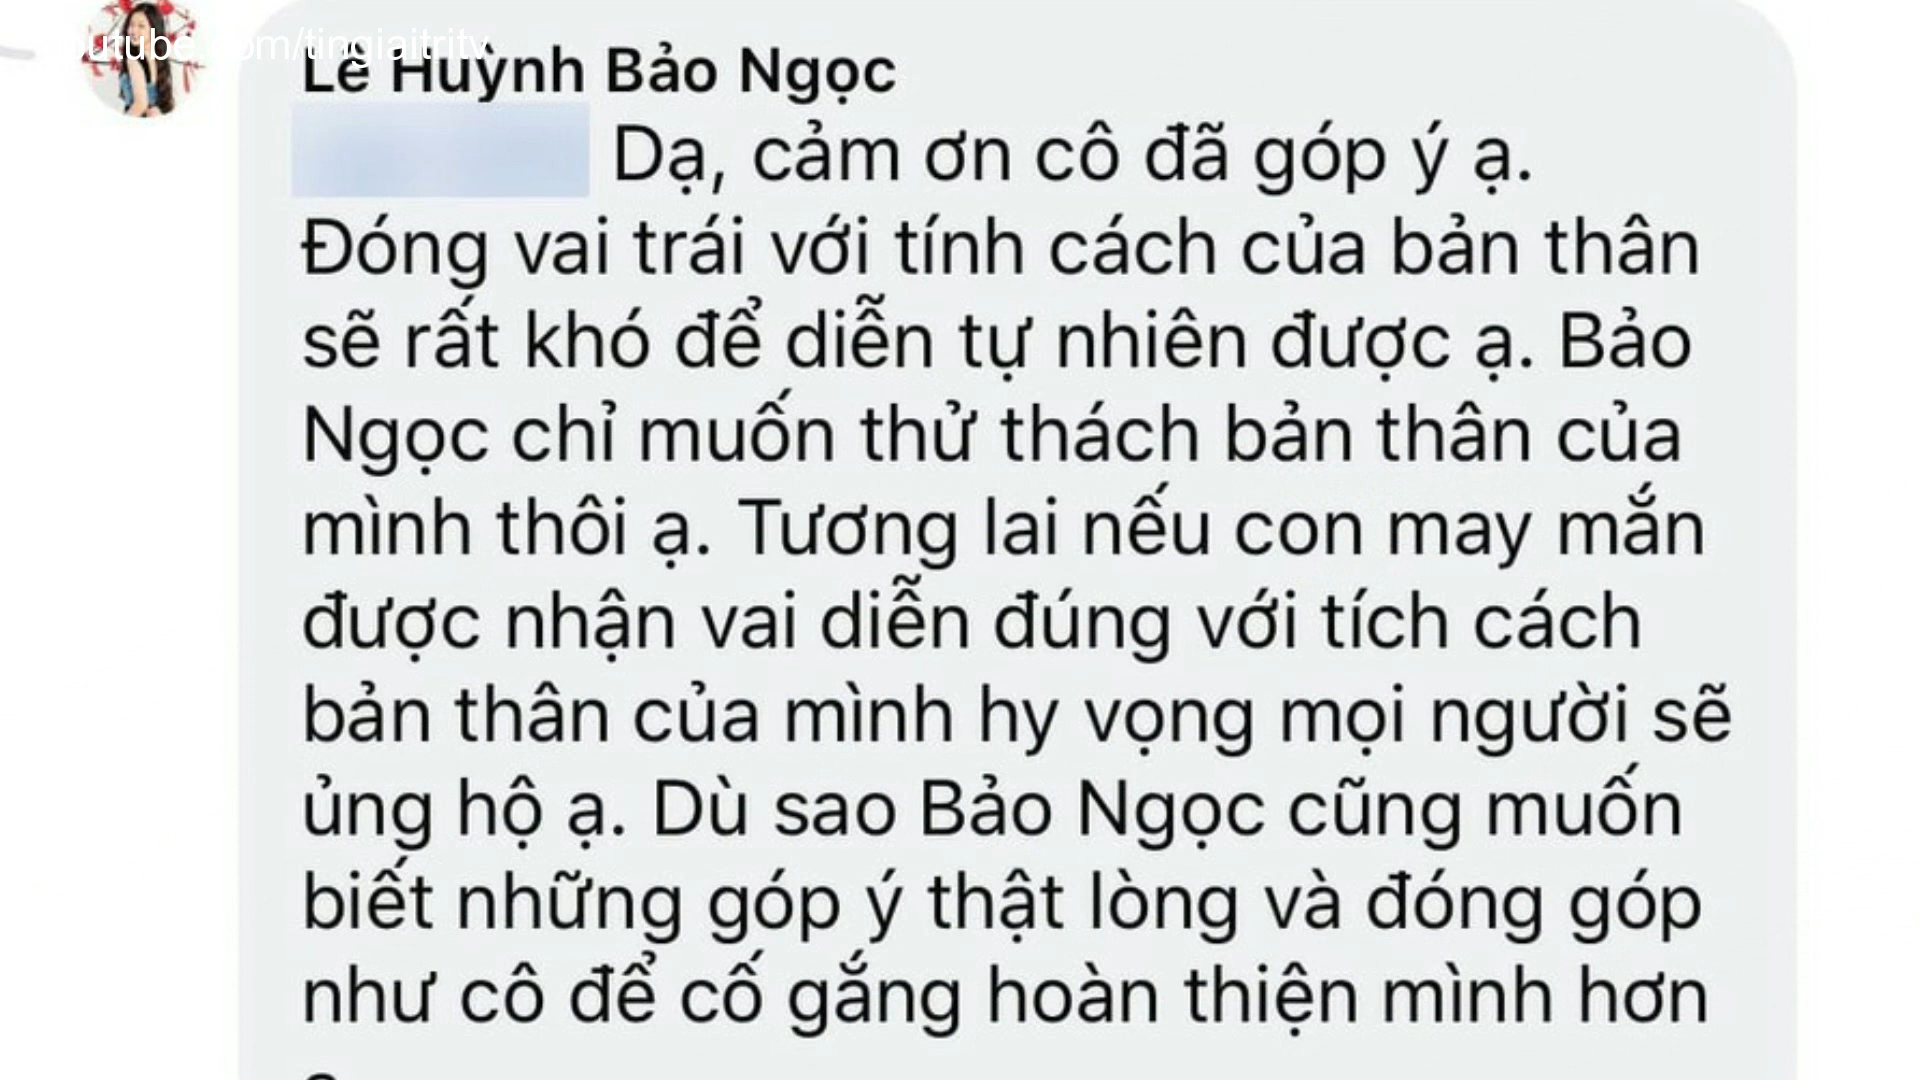 utube.com/tingiaitritv
Lê Huỳnh Bảo Ngọc
Dạ, cảm ơn cô đã góp ý ạ.
Đóng vai trái với tính cách của bản thân
sẽ rất khó để diễn tự nhiên được ạ. Bảo
Ngọc chỉ muốn thử thách bản thân của
mình thôi ạ. Tương lai nếu con may mắn
được nhận vai diễn đúng với tích cách
bản thân của mình hy vọng mọi người sẽ
ủng hộ ạ. Dù sao Bảo Ngọc cũng muốn
biết những góp ý thật lòng và đóng góp
như cô để cố gắng hoàn thiện mình hơn